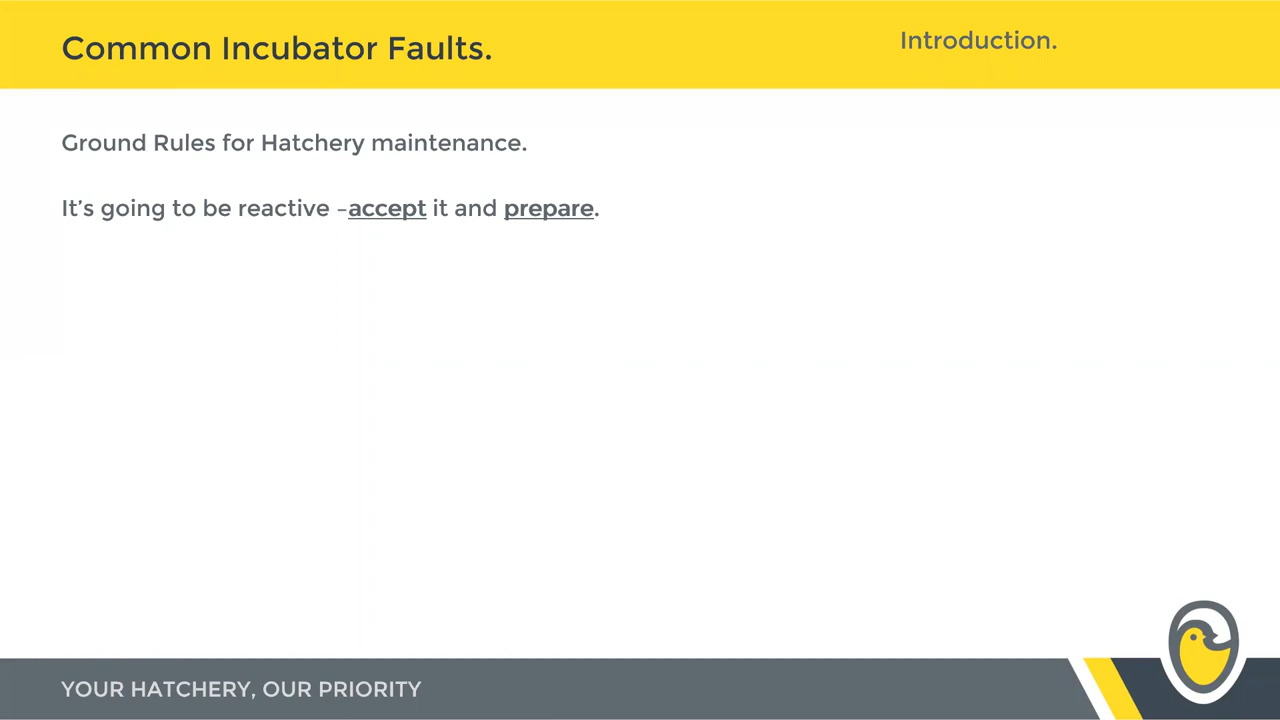 Common Incubator Faults.
Introduction.
Ground Rules for Hatchery maintenance.
It's going to be reactive –accept it and prepare.
YOUR HATCHERY, OUR PRIORITY